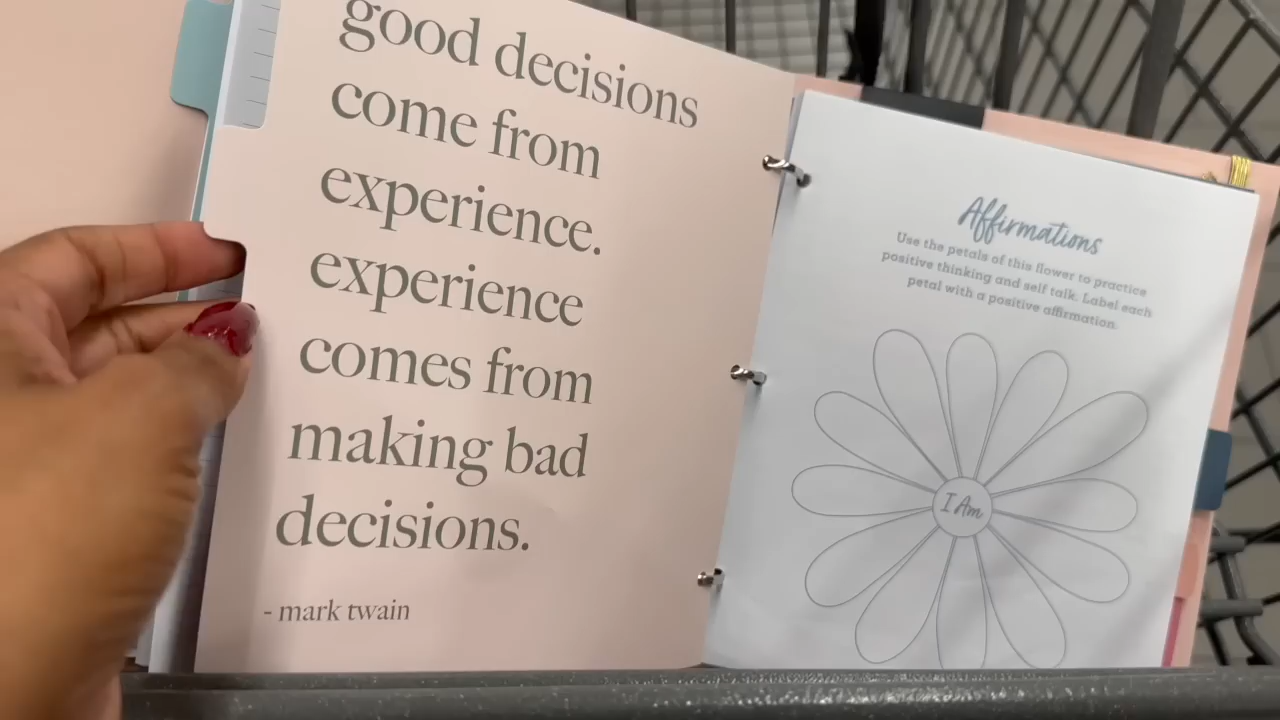 good decisions
come from
experience.
experience
comes from
making bad
decisions.
- mark twain
Affirmations
Use the petals of this flower to practice
positive thinking and self talk. Label each
petal with a positive affirmation.
I Am